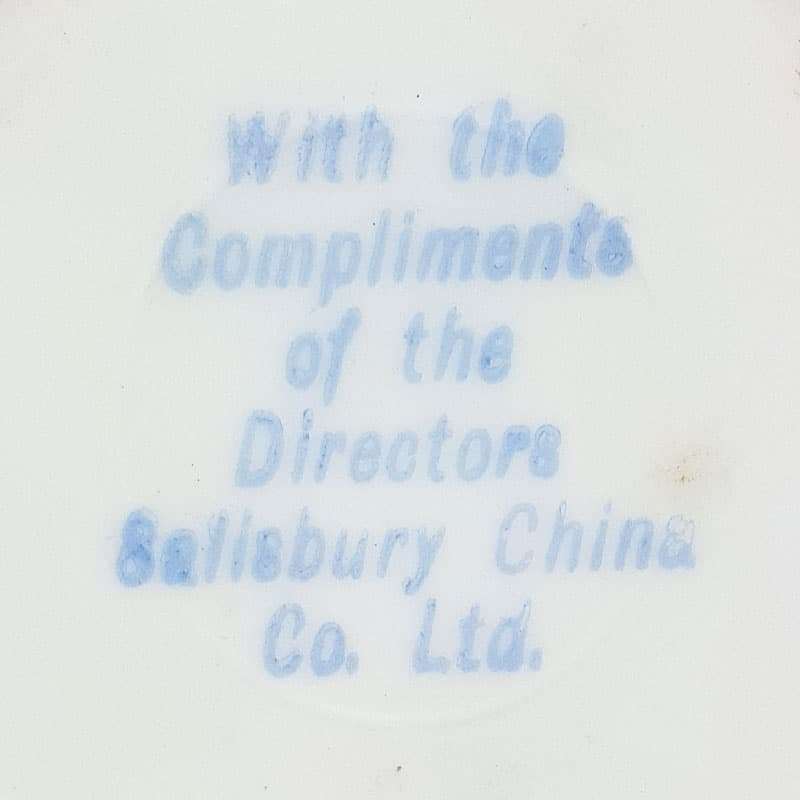 With the
Compliments
of the
Directors
Salisbury China
Co. Ltd.